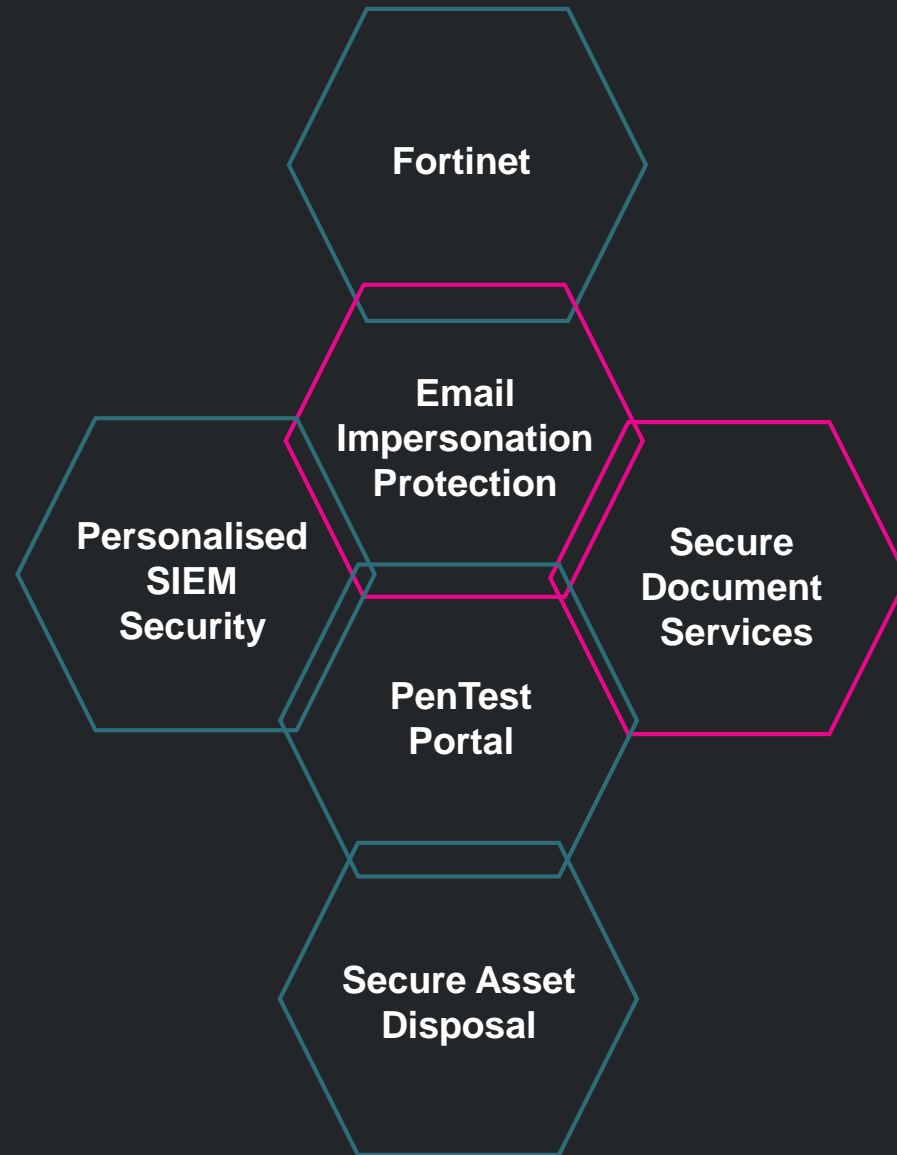 Fortinet
Email
Impersonation
Protection
Personalised
SIEM
Security
Secure
Document
Services
PenTest
Portal
Secure Asset
Disposal